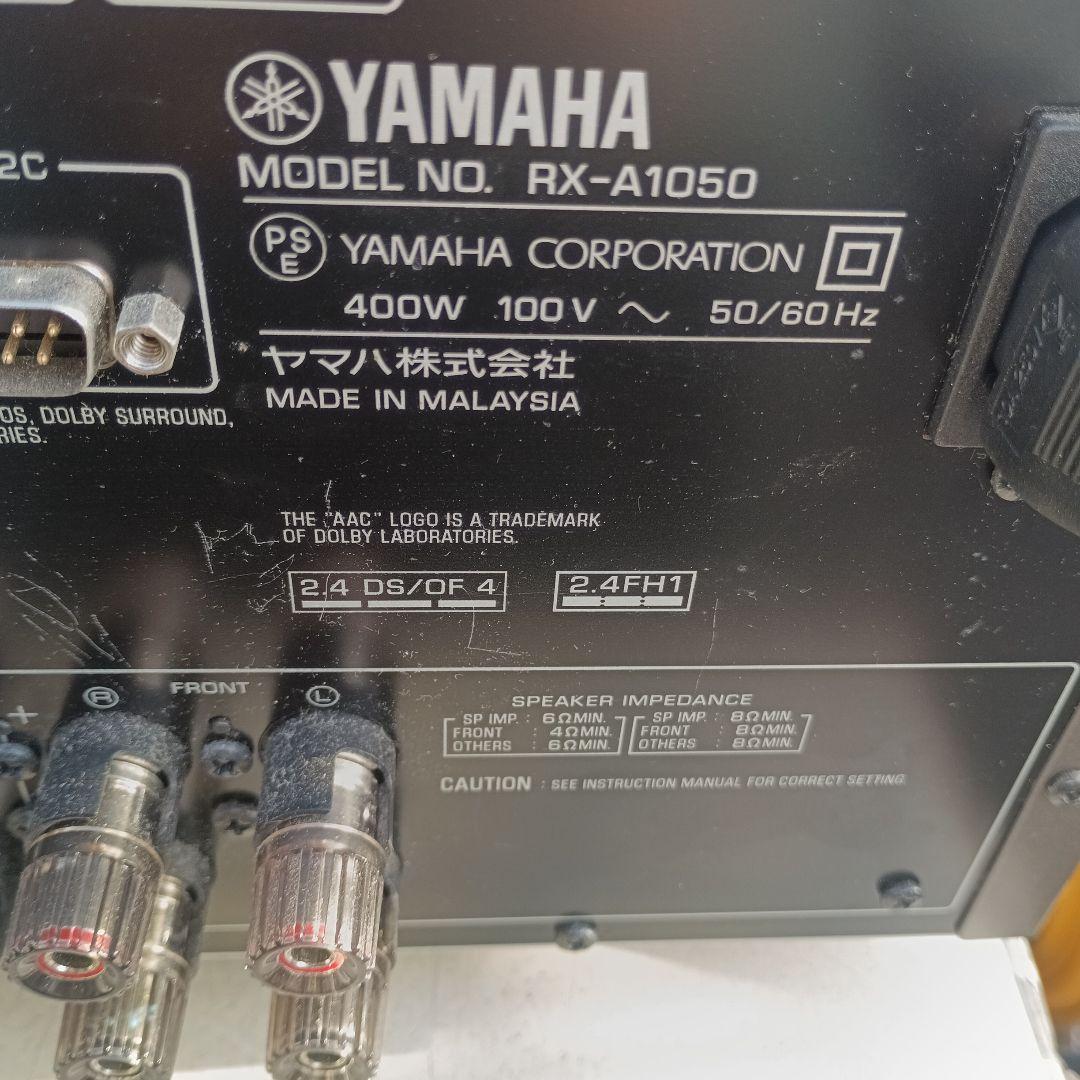 YAMAHA
2C
MODEL NO. RX-A1050
PSE YAMAHA CORPORATION
400W 100V ~ 50/60Hz
ヤマハ株式会社
MADE IN MALAYSIA
OS, DOLBY SURROUND,
RIES.
THE "AAC" LOGO IS A TRADEMARK
OF DOLBY LABORATORIES.
2.4 DS/OF 4 2.4FH1
R FRONT L
+
SPEAKER IMPEDANCE
SP IMP. : 6ΩMIN. SP IMP. : 8ΩMIN.
FRONT : 4ΩMIN. FRONT : 8ΩMIN.
OTHERS : 6ΩMIN. OTHERS : 8ΩMIN.
CAUTION : SEE INSTRUCTION MANUAL FOR CORRECT SETTING.